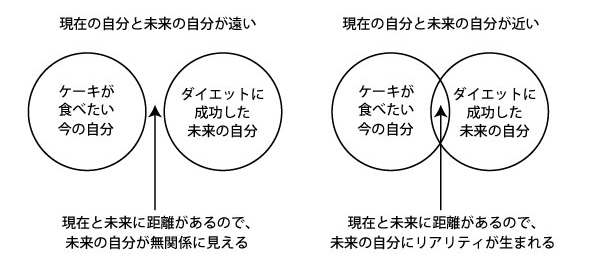 現在の自分と未来の自分が遠い
ケーキが
食べたい
今の自分
ダイエットに
成功した
未来の自分
現在と未来に距離があるので、
未来の自分が無関係に見える
現在の自分と未来の自分が近い
ケーキが
食べたい
今の自分
ダイエットに
成功した
未来の自分
現在と未来に距離があるので、
未来の自分にリアリティが生まれる